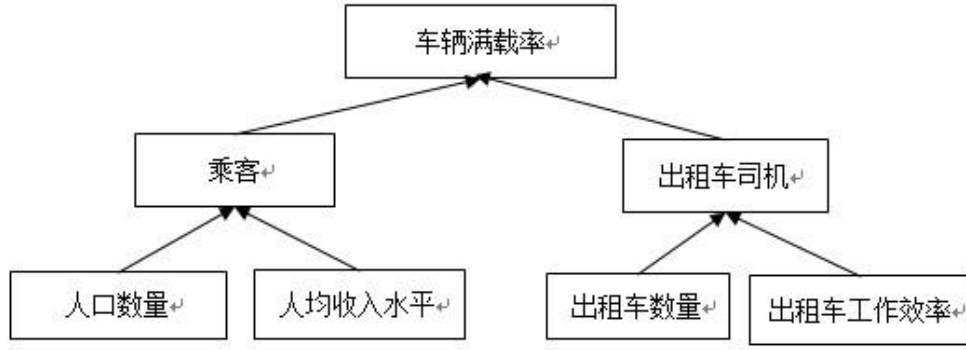 车辆满载率
乘客
出租车司机
人口数量
人均收入水平
出租车数量
出租车工作效率